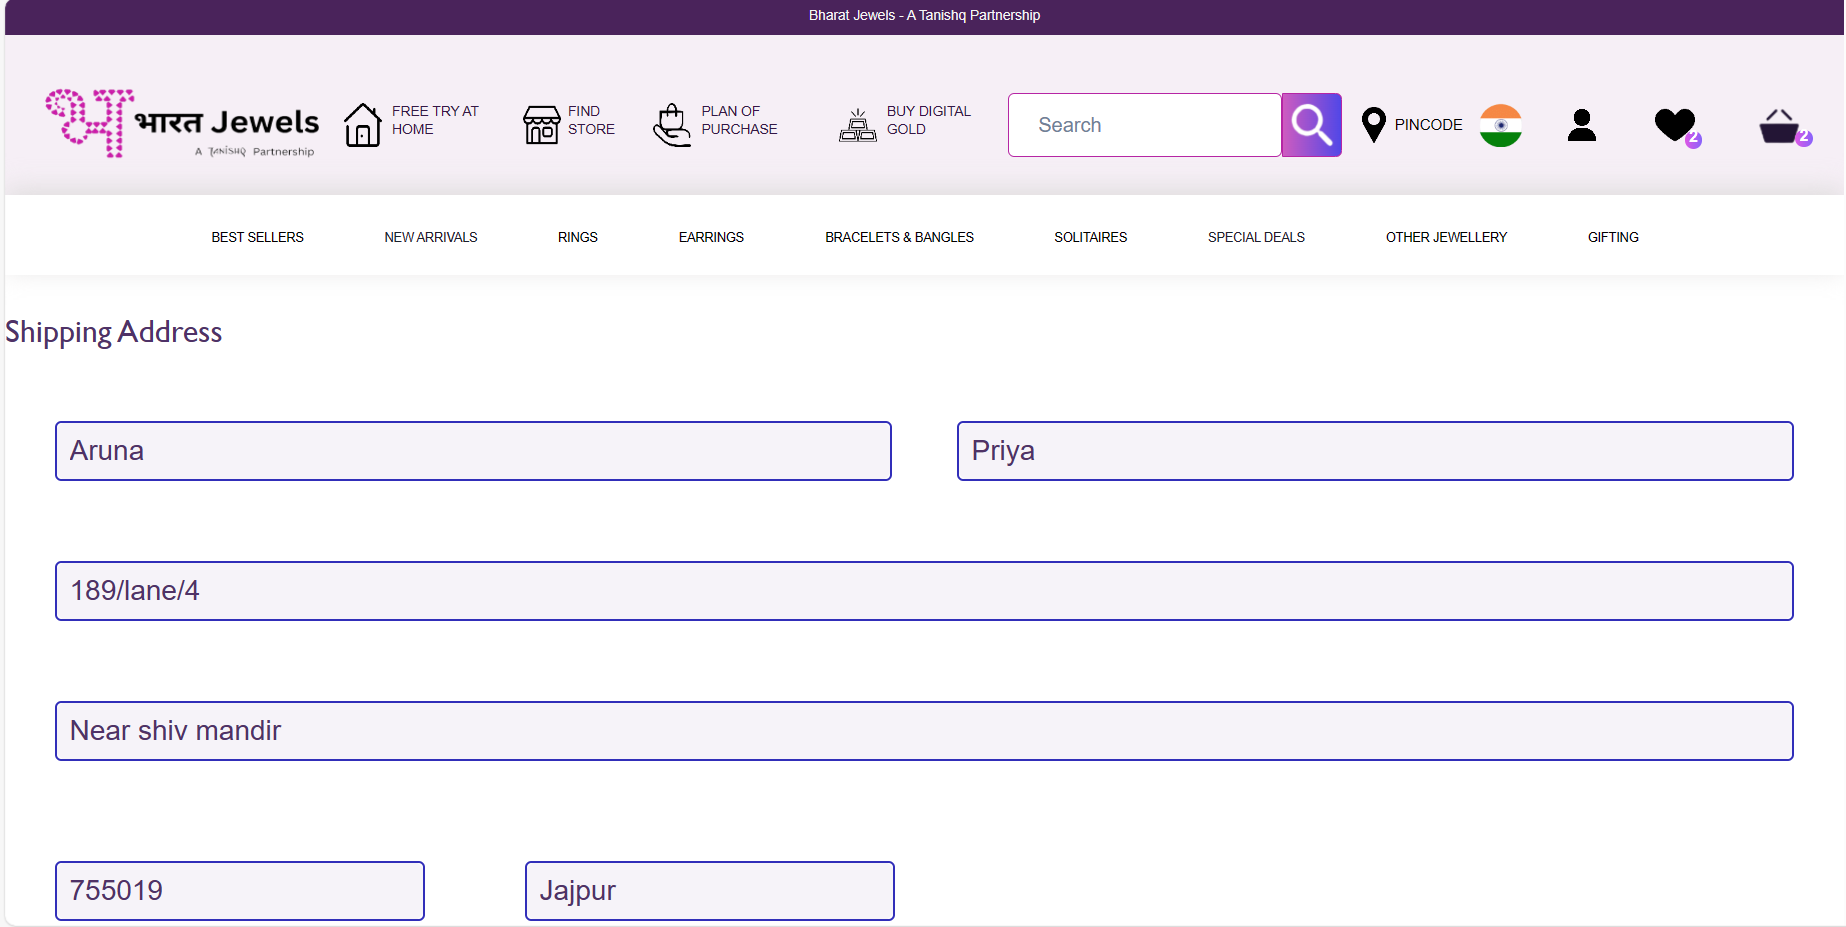 Bharat Jewels - A Tanishq Partnership
भारत Jewels
A TANISHQ Partnership
FREE TRY AT
HOME
FIND
STORE
PLAN OF
PURCHASE
BUY DIGITAL
GOLD
Search
PINCODE
2
2
BEST SELLERS
NEW ARRIVALS
RINGS
EARRINGS
BRACELETS & BANGLES
SOLITAIRES
SPECIAL DEALS
OTHER JEWELLERY
GIFTING
Shipping Address
Aruna
Priya
189/lane/4
Near shiv mandir
755019
Jajpur